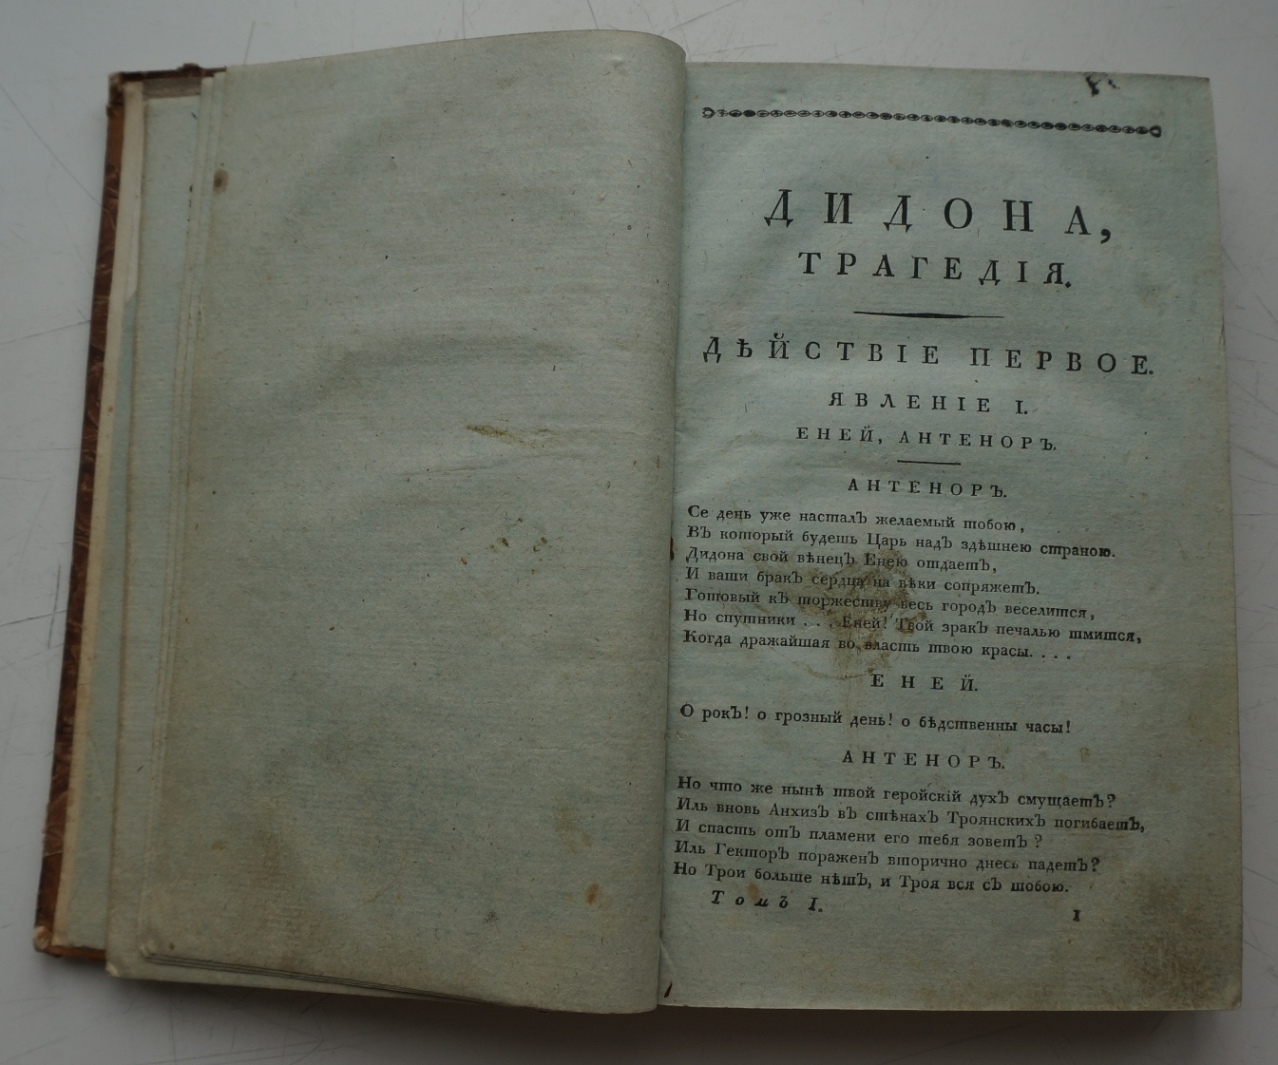 ДИДОНА,
ТРАГЕДІЯ.
ДѢЙСТВІЕ ПЕРВОЕ.
ЯВЛЕНІЕ I.
ЕНЕЙ, АНТЕНОРЪ.
АНТЕНОРЪ.
Се день уже насталЪ желаемый тобою,
ВЪ который будешь Царь надЪ здѣшнею страною.
Дидона свой вѣнецЪ Енею отдаетЪ,
И ваши бракЪ сердца на вѣки сопряжетЪ.
Готовый кЪ торжеству весь городЪ веселится,
Но спутники . . . Еней! Твой зракЪ печалью тмится,
Когда дражайшая во власть твою красы. . . .
ЕНЕЙ.
О рокЪ! о грозный день! о бѣдственны часы!
АНТЕНОРЪ.
Но что же нынѣ твой геройскій духЪ смущаетЪ?
Иль вновь АнхизЪ вЪ стѣнахЪ ТроянскихЪ погибаетЪ,
И спасть отЪ пламени его тебя зоветЪ?
Иль ГекторЪ пораженЪ вторично днесь падетЪ?
Но Трои больше нѣтЪ, и Троя вся сЪ тобою.
ТомЪ I. 1